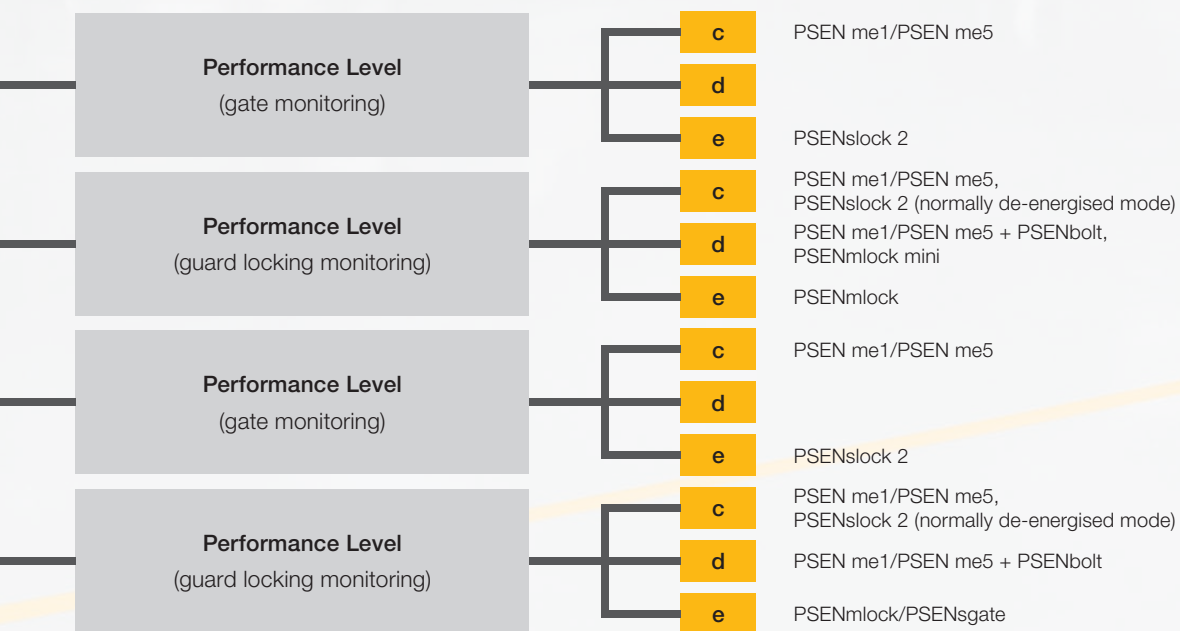 Performance Level
(gate monitoring)
c
PSEN me1/PSEN me5
d
e
PSENslock 2
Performance Level
(guard locking monitoring)
c
PSEN me1/PSEN me5,
PSENslock 2 (normally de-energised mode)
d
PSEN me1/PSEN me5 + PSENbolt,
PSENmlock mini
e
PSENmlock
Performance Level
(gate monitoring)
c
PSEN me1/PSEN me5
d
e
PSENslock 2
Performance Level
(guard locking monitoring)
c
PSEN me1/PSEN me5,
PSENslock 2 (normally de-energised mode)
d
PSEN me1/PSEN me5 + PSENbolt
e
PSENmlock/PSENsgate